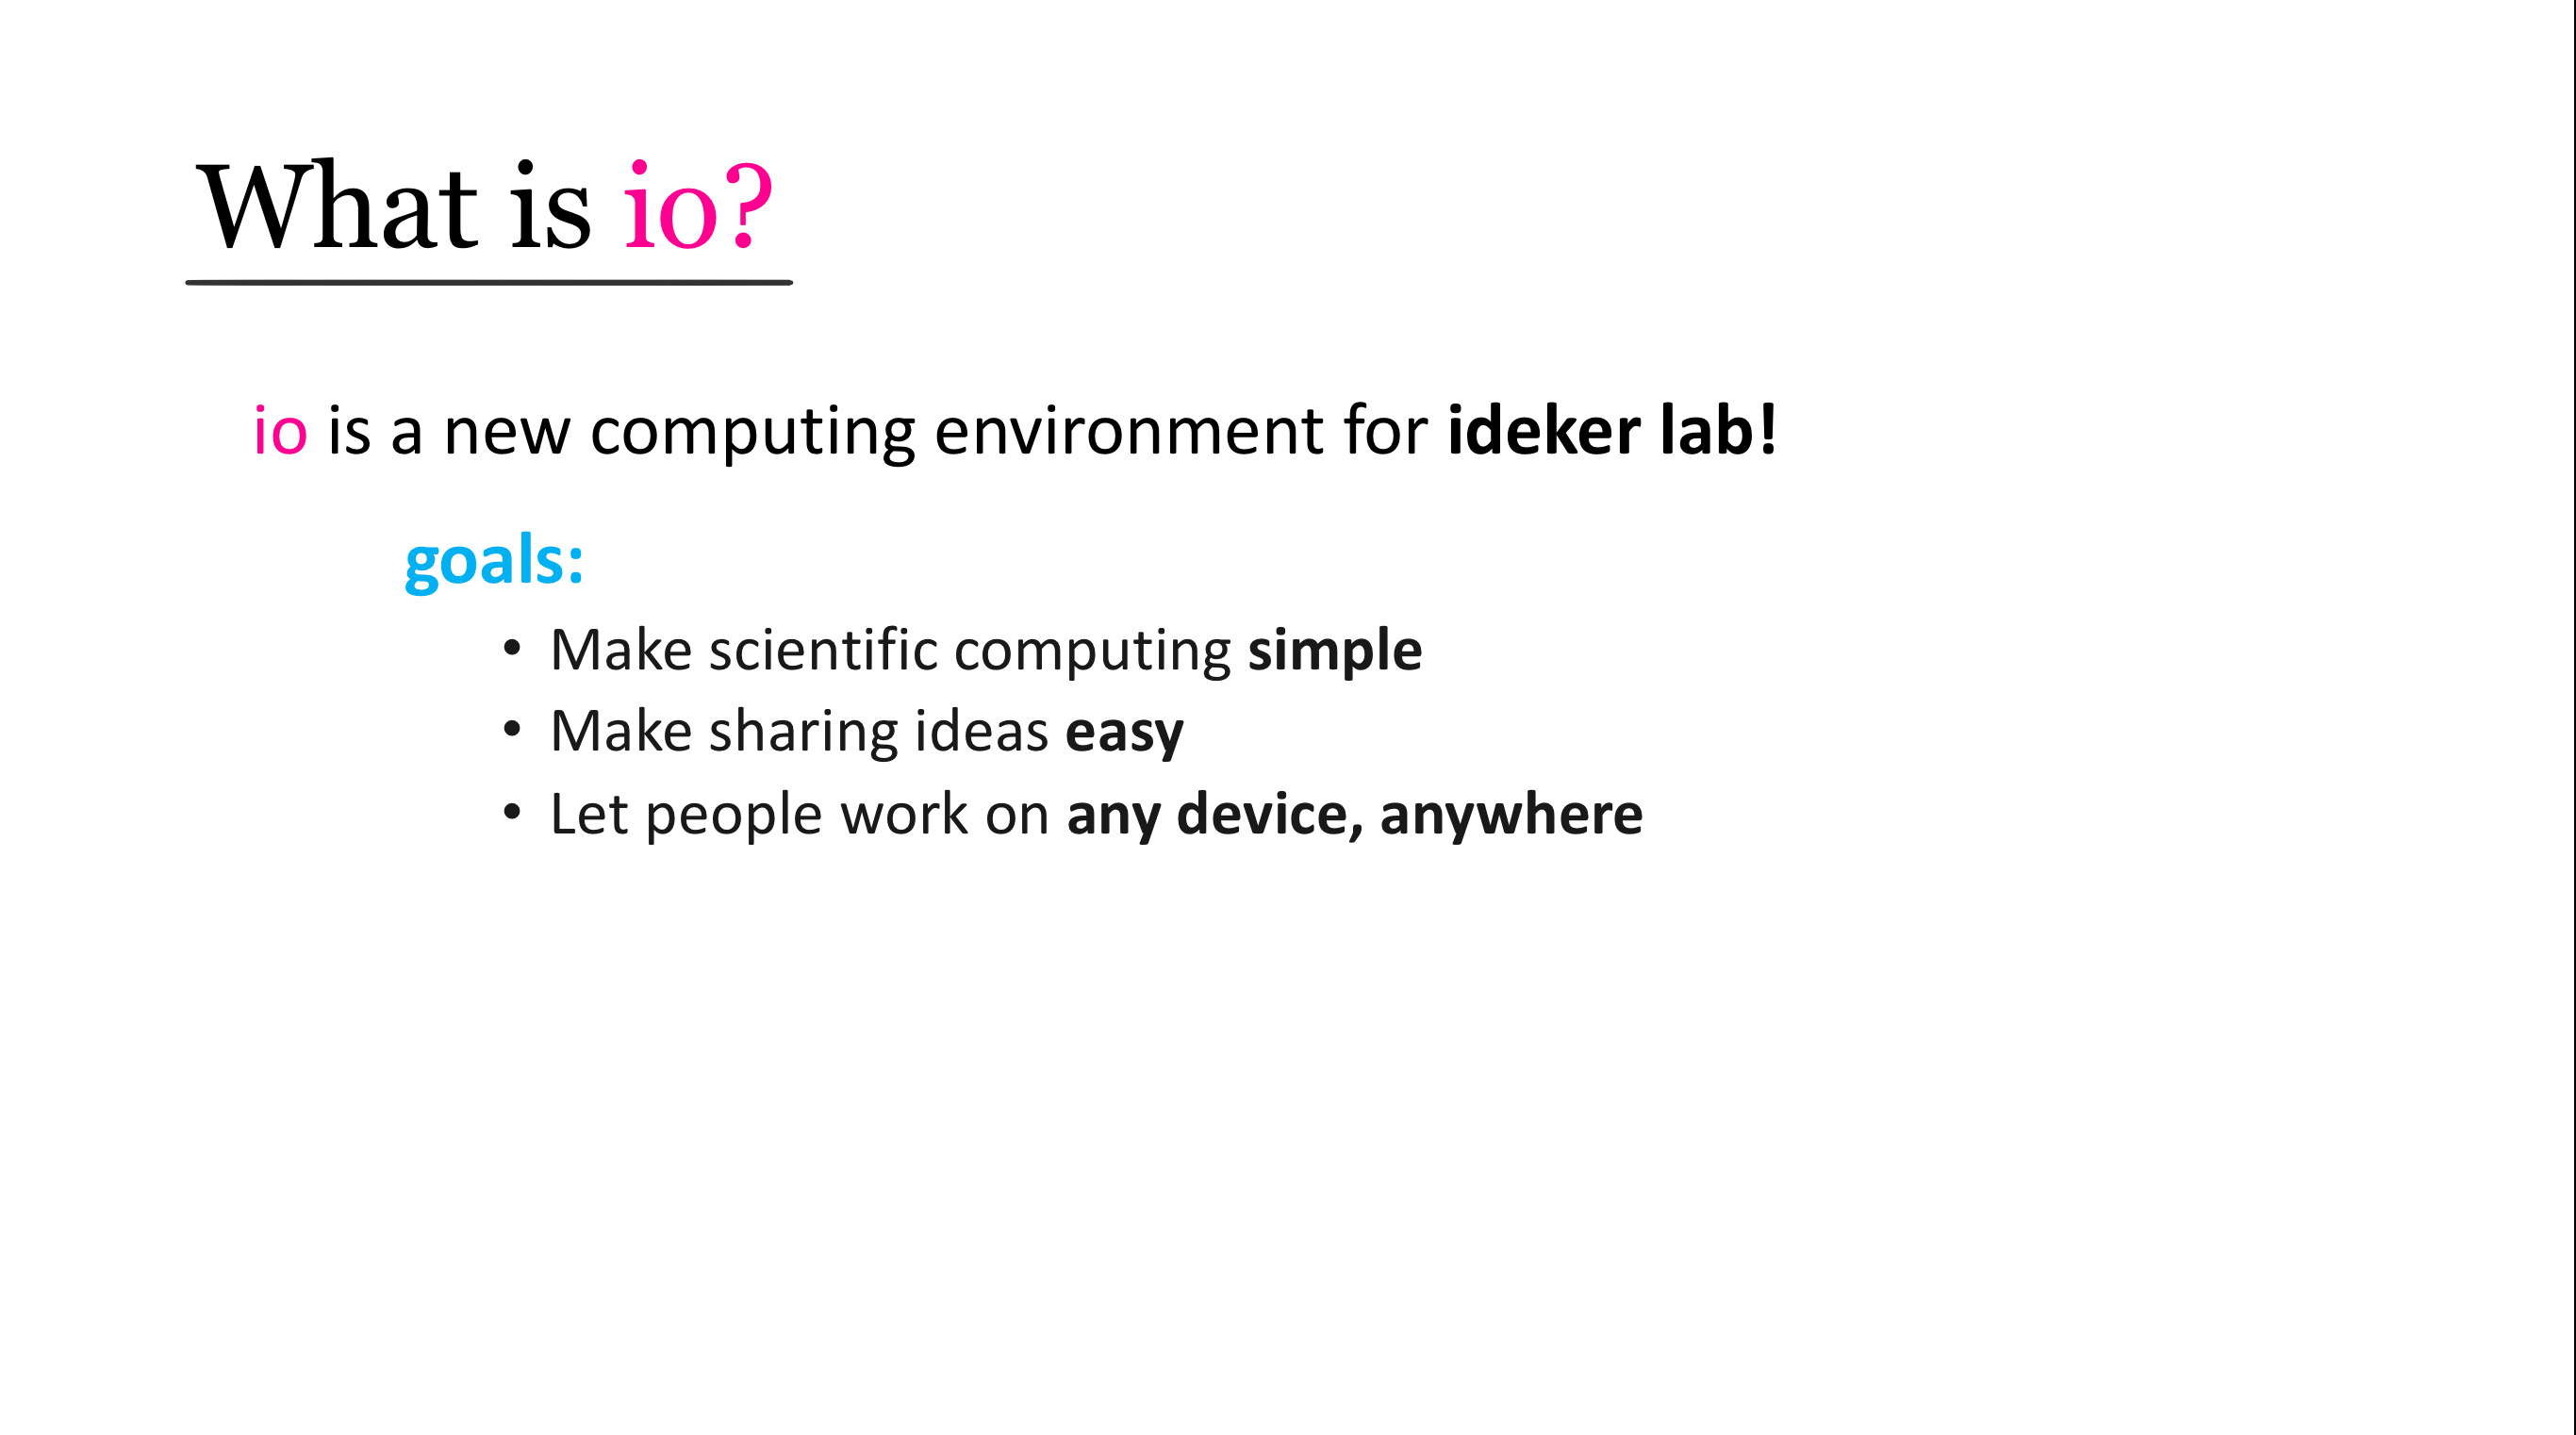 What is io?
io is a new computing environment for ideker lab!
goals:
• Make scientific computing simple
• Make sharing ideas easy
• Let people work on any device, anywhere